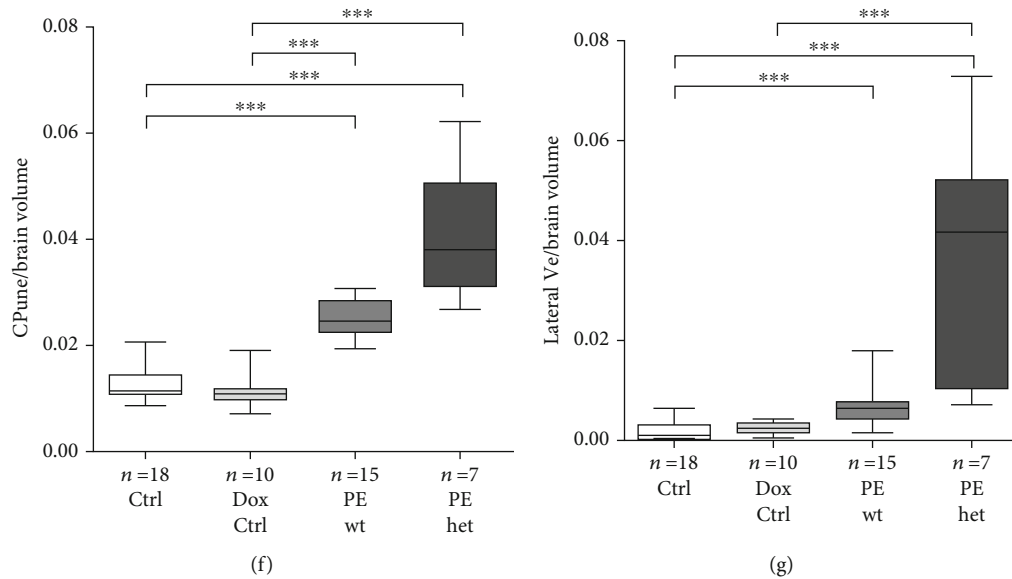 0.08
0.06
0.04
0.02
0.00
CPune/brain volume
***
***
***
***
n =18
Ctrl
n =10
Dox
Ctrl
n =15
PE
wt
n =7
PE
het
(f)
0.08
0.06
0.04
0.02
0.00
Lateral Ve/brain volume
***
***
***
n =18
Ctrl
n =10
Dox
Ctrl
n =15
PE
wt
n =7
PE
het
(g)